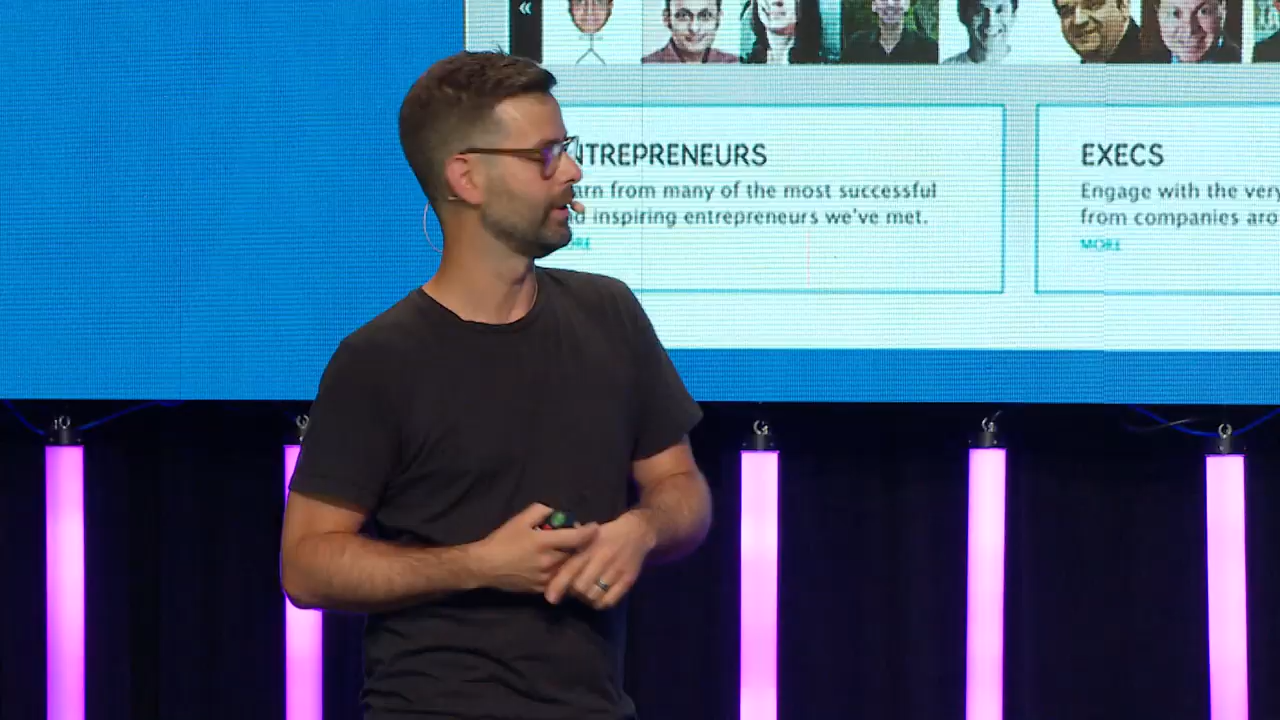 «
NTREPRENEURS
arn from many of the most successful
d inspiring entrepreneurs we've met.
EXECS
Engage with the very
from companies aro
MORE